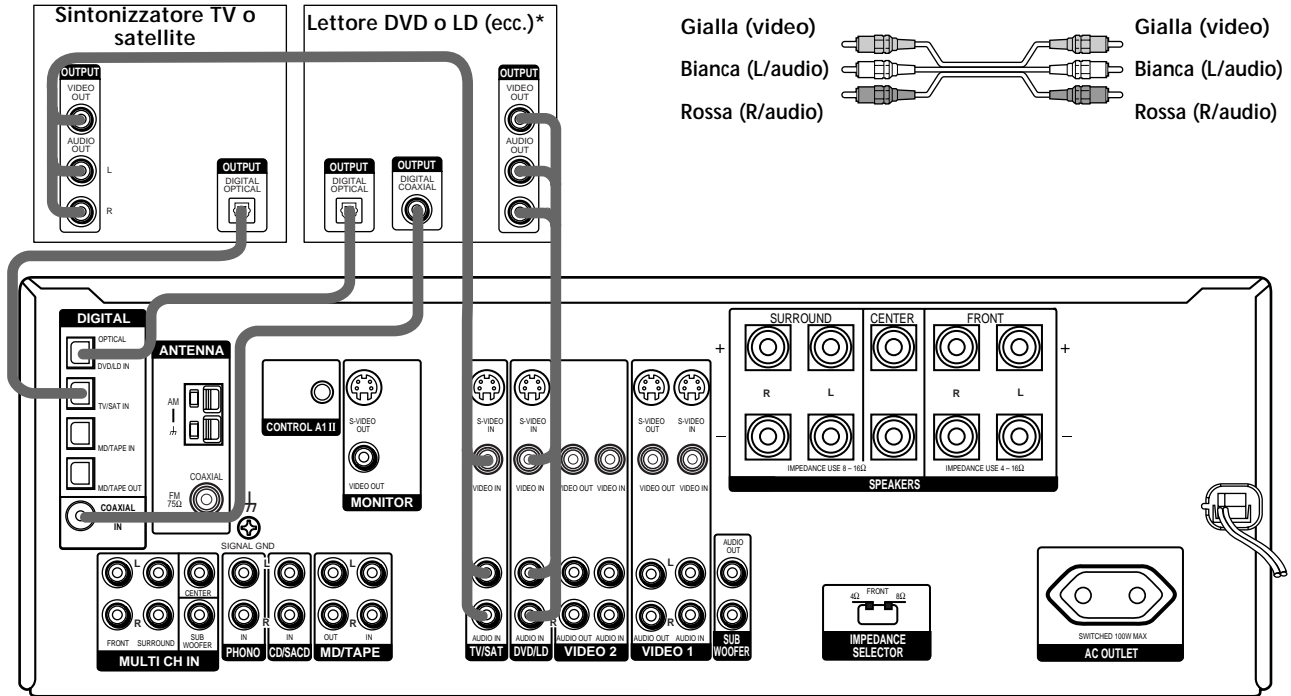 Sintonizzatore TV o
satellite
Lettore DVD o LD (ecc.)*
Gialla (video)
Gialla (video)
Bianca (L/audio)
Bianca (L/audio)
Rossa (R/audio)
Rossa (R/audio)
OUTPUT
VIDEO
OUT
AUDIO
OUT
L
R
OUTPUT
DIGITAL
OPTICAL
OUTPUT
DIGITAL
OPTICAL
OUTPUT
DIGITAL
COAXIAL
OUTPUT
VIDEO
OUT
AUDIO
OUT
DIGITAL
OPTICAL
DVD/LD IN
TV/SAT IN
MD/TAPE IN
MD/TAPE OUT
COAXIAL
IN
ANTENNA
AM
COAXIAL
FM
75Ω
SIGNAL GND
CONTROL A1 II
S-VIDEO
OUT
VIDEO OUT
MONITOR
S-VIDEO
IN
S-VIDEO
IN
S-VIDEO
OUT
S-VIDEO
IN
VIDEO IN
VIDEO IN
VIDEO OUT
VIDEO IN
VIDEO OUT
VIDEO IN
SURROUND
CENTER
FRONT
+
+
R
L
R
L
–
–
IMPEDANCE USE 8 – 16Ω
IMPEDANCE USE 4 – 16Ω
SPEAKERS
L
CENTER
R
FRONT
SURROUND
SUB
WOOFER
MULTI CH IN
L
R
IN
PHONO
IN
CD/SACD
L
R
OUT
IN
MD/TAPE
AUDIO IN
TV/SAT
AUDIO IN
DVD/LD
R
AUDIO OUT
AUDIO IN
VIDEO 2
L
R
AUDIO OUT
AUDIO IN
VIDEO 1
AUDIO
OUT
SUB
WOOFER
FRONT
4Ω
8Ω
IMPEDANCE
SELECTOR
SWITCHED 100W MAX
AC OUTLET